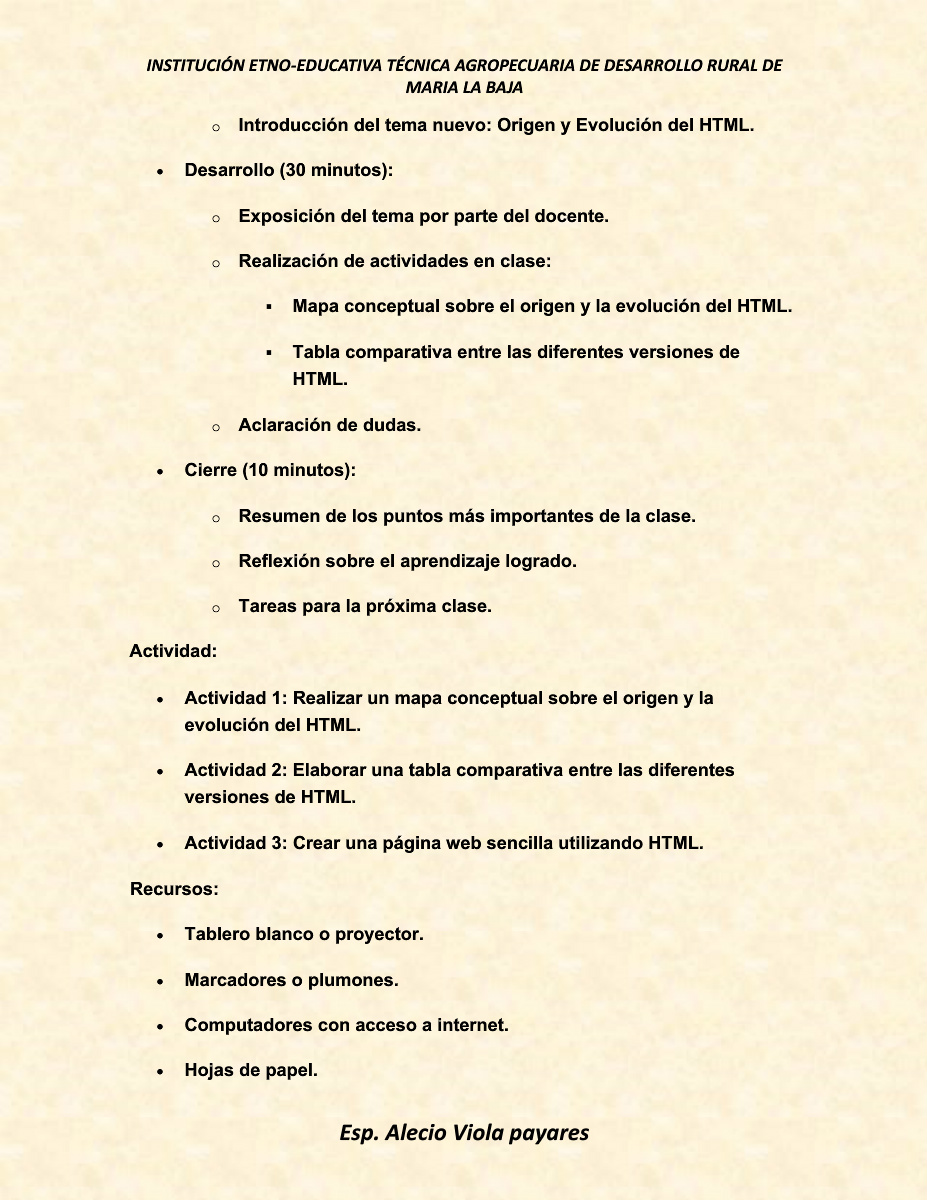 INSTITUCIÓN ETNO-EDUCATIVA TÉCNICA AGROPECUARIA DE DESARROLLO RURAL DE
MARIA LA BAJA
o Introducción del tema nuevo: Origen y Evolución del HTML.
• Desarrollo (30 minutos):
o Exposición del tema por parte del docente.
o Realización de actividades en clase:
▪ Mapa conceptual sobre el origen y la evolución del HTML.
▪ Tabla comparativa entre las diferentes versiones de
HTML.
o Aclaración de dudas.
• Cierre (10 minutos):
o Resumen de los puntos más importantes de la clase.
o Reflexión sobre el aprendizaje logrado.
o Tareas para la próxima clase.
Actividad:
• Actividad 1: Realizar un mapa conceptual sobre el origen y la
evolución del HTML.
• Actividad 2: Elaborar una tabla comparativa entre las diferentes
versiones de HTML.
• Actividad 3: Crear una página web sencilla utilizando HTML.
Recursos:
• Tablero blanco o proyector.
• Marcadores o plumones.
• Computadores con acceso a internet.
• Hojas de papel.
Esp. Alecio Viola payares